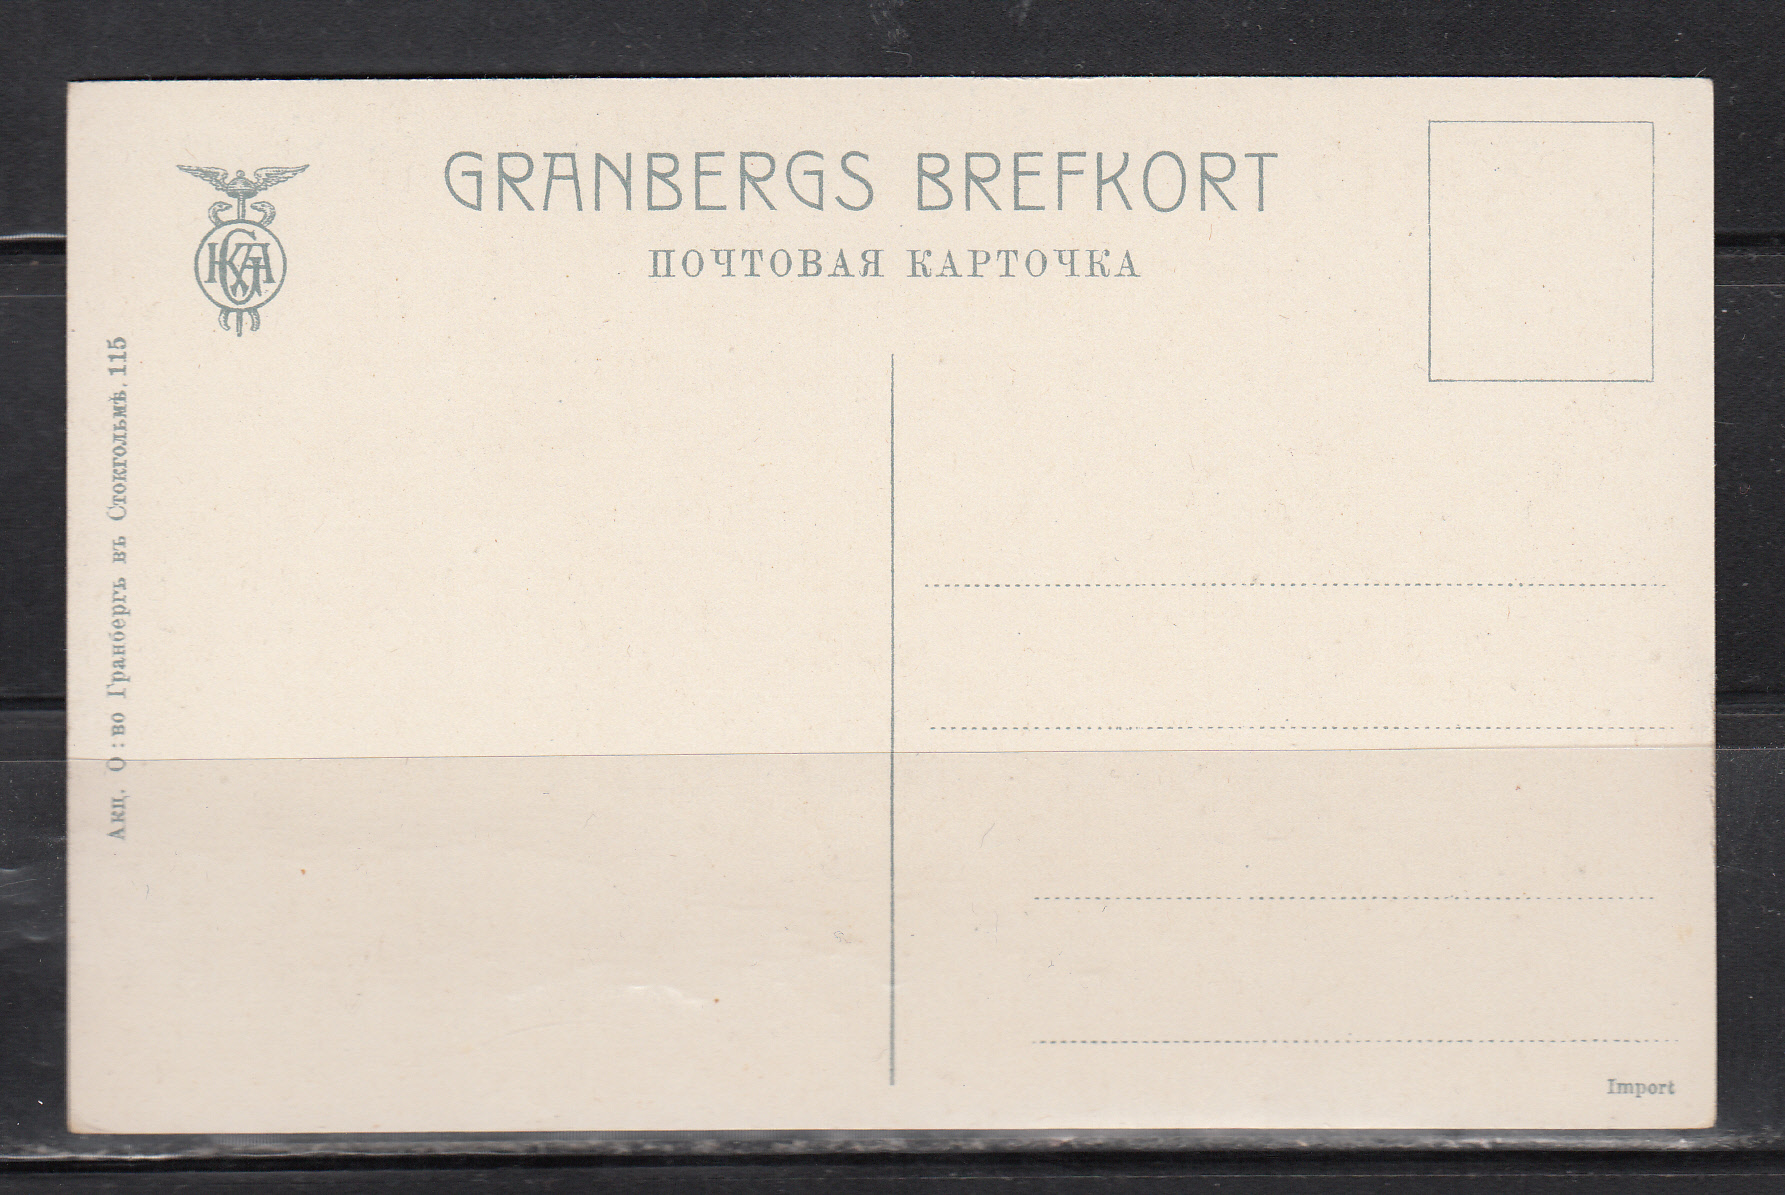 GRANBERGS BREFKORT
ПОЧТОВАЯ КАРТОЧКА
Акц. О:во Гранбергъ въ Стокгольмѣ. 115
Import